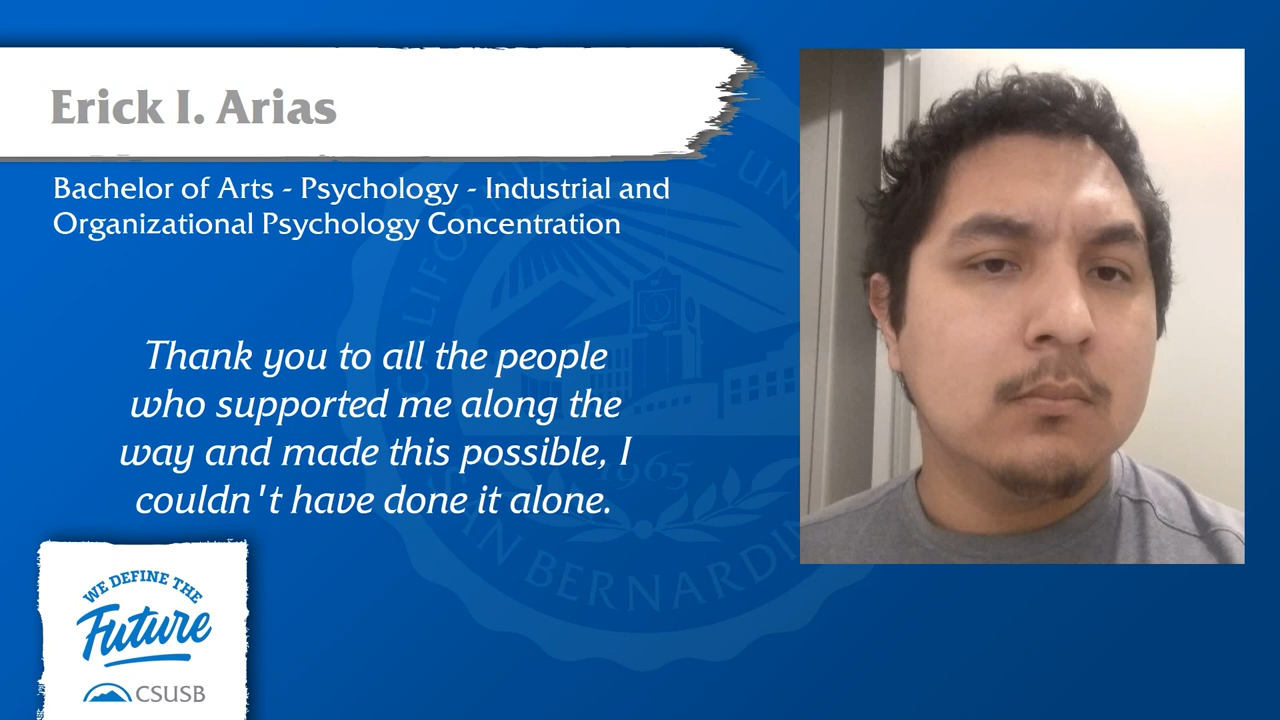 Erick I. Arias
Bachelor of Arts - Psychology - Industrial and
Organizational Psychology Concentration
Thank you to all the people
who supported me along the
way and made this possible, I
couldn't have done it alone.
WE DEFINE THE
Future
CSUSB
1965